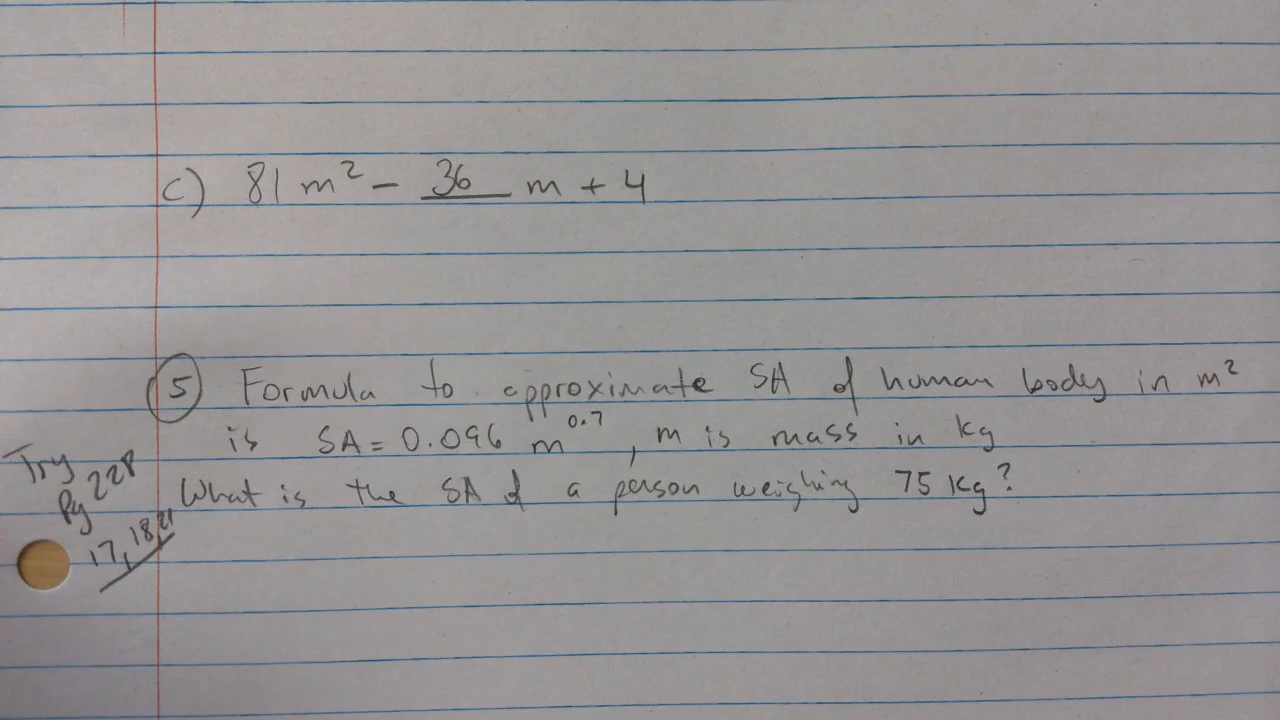 c) 81 m² - 36 m + 4
5 Formula to approximate SA of human body in m²
is SA = 0.096 m^0.7, m is mass in kg
What is the SA of a person weighing 75 kg?
Try
Pg 228
17, 18, 21